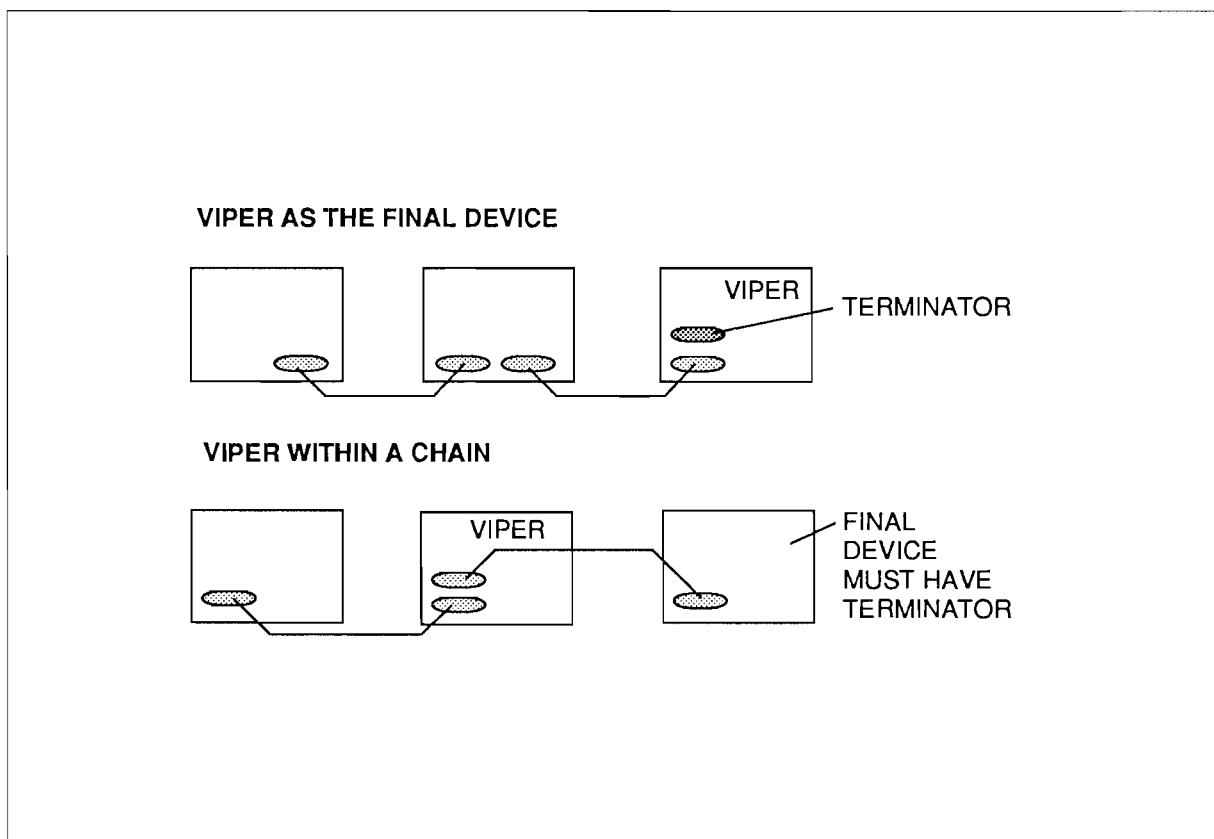 VIPER AS THE FINAL DEVICE
VIPER
TERMINATOR
VIPER WITHIN A CHAIN
VIPER
FINAL
DEVICE
MUST HAVE
TERMINATOR